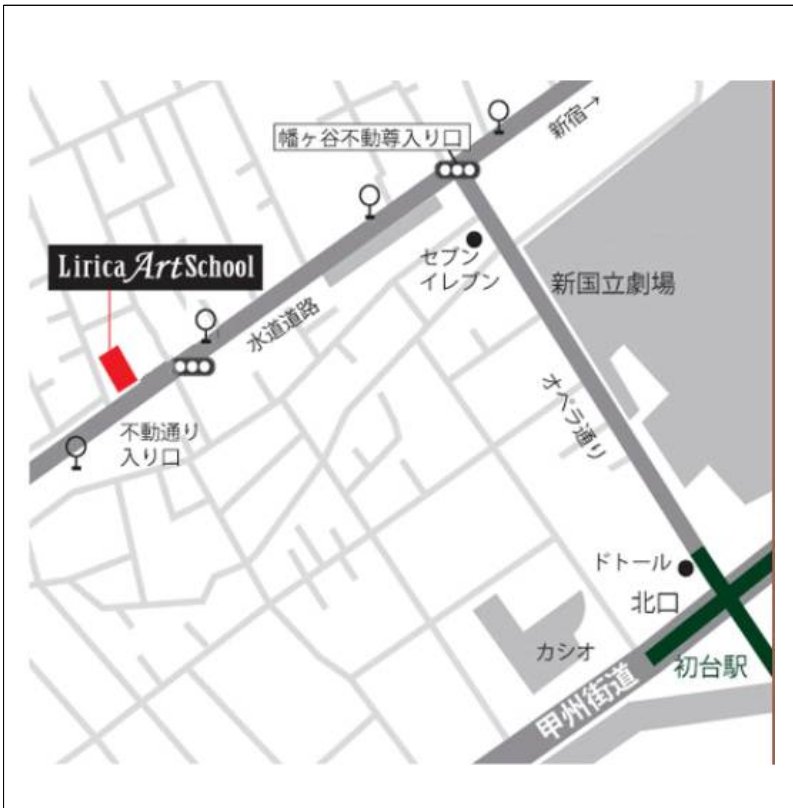 新宿→
幡ヶ谷不動尊入り口
セブン
イレブン
新国立劇場
Lirica ArtSchool
水道道路
オペラ通り
不動通り
入り口
ドトール
北口
カシオ
初台駅
甲州街道